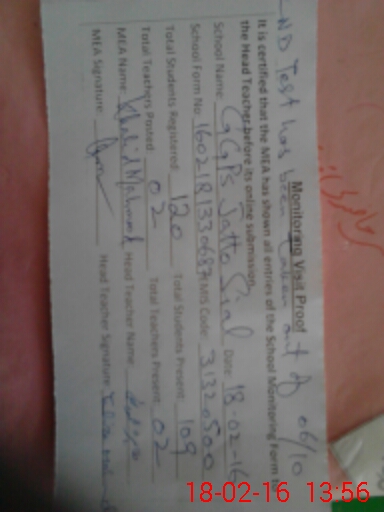 ND Test has been taken out of 06/10
Monitoring Visit Proof
It is certified that the MEA has shown all entries of the School Monitoring Form to
the Head Teacher before its online submission.
School Name: GGPS Jatto Sial Date: 18-02-16
School Form No: EMIS Code: 31320500
Total Students Registered: 120 Total Students Present: 109
Total Teachers Posted: 02 Total Teachers Present: 02
MEA Name: Khalid Mahmood Head Teacher Name:
MEA Signature: Head Teacher Signature:
18-02-16 13:56